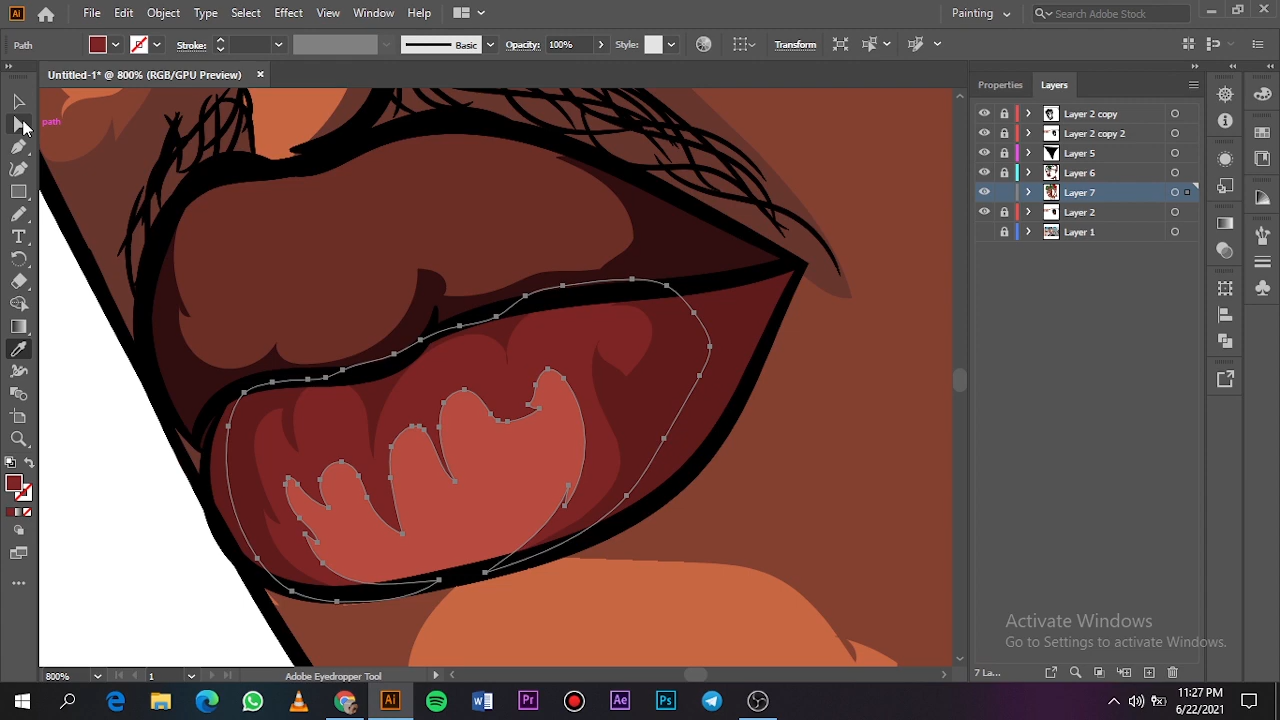 Ai
File Edit Object Type Select Effect View Window Help
Painting
Search Adobe Stock
Path
Stroke:
Basic
Opacity: 100%
Style:
Transform
Untitled-1* @ 800% (RGB/GPU Preview)
Properties Layers
path
Layer 2 copy
Layer 2 copy 2
Layer 5
Layer 6
Layer 7
Layer 2
Layer 1
Activate Windows
Go to Settings to activate Windows.
800%
1
Adobe Eyedropper Tool
7 La...
11:27 PM
6/22/2021